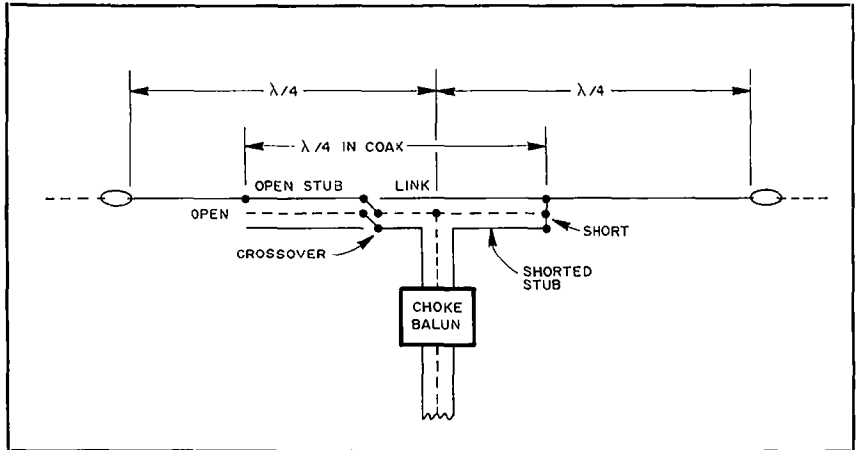 λ/4 λ/4
λ/4 IN COAX
OPEN STUB LINK
OPEN
SHORT
CROSSOVER
SHORTED
STUB
CHOKE
BALUN